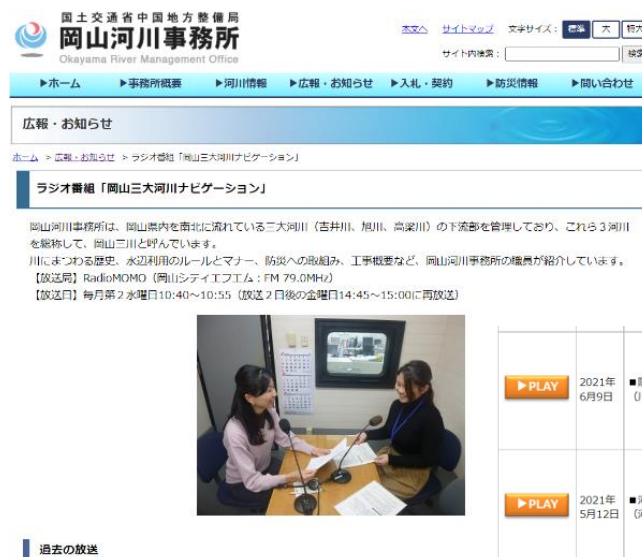 国土交通省中国地方整備局
岡山河川事務所
Okayama River Management Office
本文へ サイトマップ 文字サイズ： 標準 大 特大
サイト内検索： 検索
▶ホーム ▶事務所概要 ▶河川情報 ▶広報・お知らせ ▶入札・契約 ▶防災情報 ▶問い合わせ
広報・お知らせ
ホーム > 広報・お知らせ > ラジオ番組「岡山三大河川ナビゲーション」
ラジオ番組「岡山三大河川ナビゲーション」
岡山河川事務所は、岡山県内を南北に流れている三大河川（吉井川、旭川、高梁川）の下流部を管理しており、これら３河川
を総称して、岡山三川と呼んでいます。
川にまつわる歴史、水辺利用のルールとマナー、防災への取組み、工事概要など、岡山河川事務所の職員が紹介しています。
【放送局】RadioMOMO（岡山シティエフエム：FM 79.0MHz）
【放送日】毎月第２水曜日10:40～10:55（放送２日後の金曜日14:45～15:00に再放送）
▶PLAY 2021年
6月9日
▶PLAY 2021年
5月12日
過去の放送